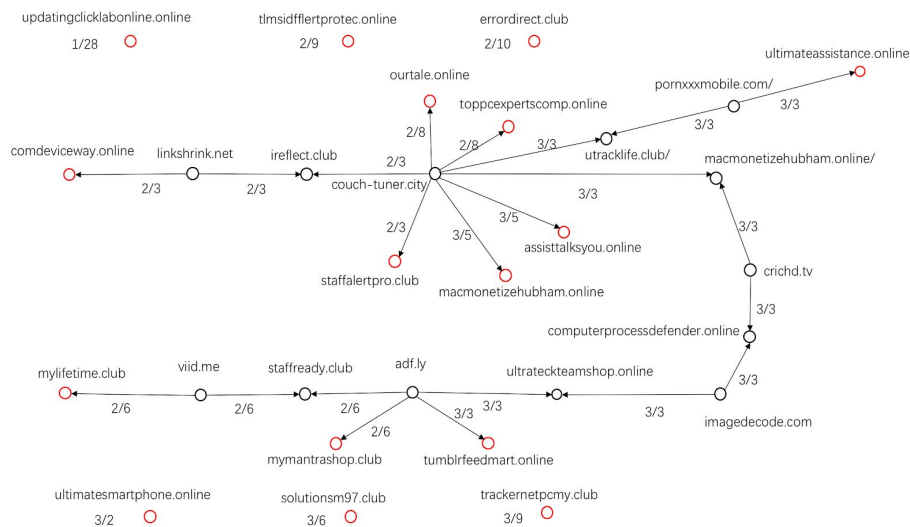 updatingclicklabonline.online
1/28
tlmsidfflertprotec.online
2/9
errordirect.club
2/10
ultimateassistance.online
ourtale.online
toppcexpertscomp.online
pornxxxmobile.com/
3/3
3/3
2/8
2/8
3/3
utracklife.club/
comdeviceway.online
linkshrink.net
ireflect.club
2/3
macmonetizehubham.online/
2/3
2/3
couch-tuner.city
3/3
2/3
3/5
3/5
3/3
assisttalksyou.online
staffalertpro.club
macmonetizehubham.online
crichd.tv
3/3
computerprocessdefender.online
mylifetime.club
viid.me
staffready.club
adf.ly
ultrateckteamshop.online
3/3
2/6
2/6
2/6
3/3
3/3
3/3
2/6
imagedecode.com
mymantrashop.club
tumblrfeedmart.online
ultimatesmartphone.online
3/2
solutionsm97.club
3/6
trackernetpcmy.club
3/9